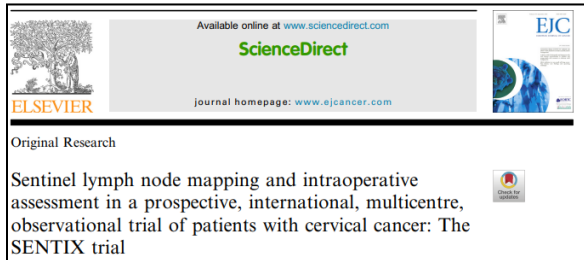 Available online at www.sciencedirect.com
ScienceDirect
journal homepage: www.ejcancer.com
ELSEVIER
EJC
Original Research
Sentinel lymph node mapping and intraoperative
assessment in a prospective, international, multicentre,
observational trial of patients with cervical cancer: The
SENTIX trial
Check for
updates